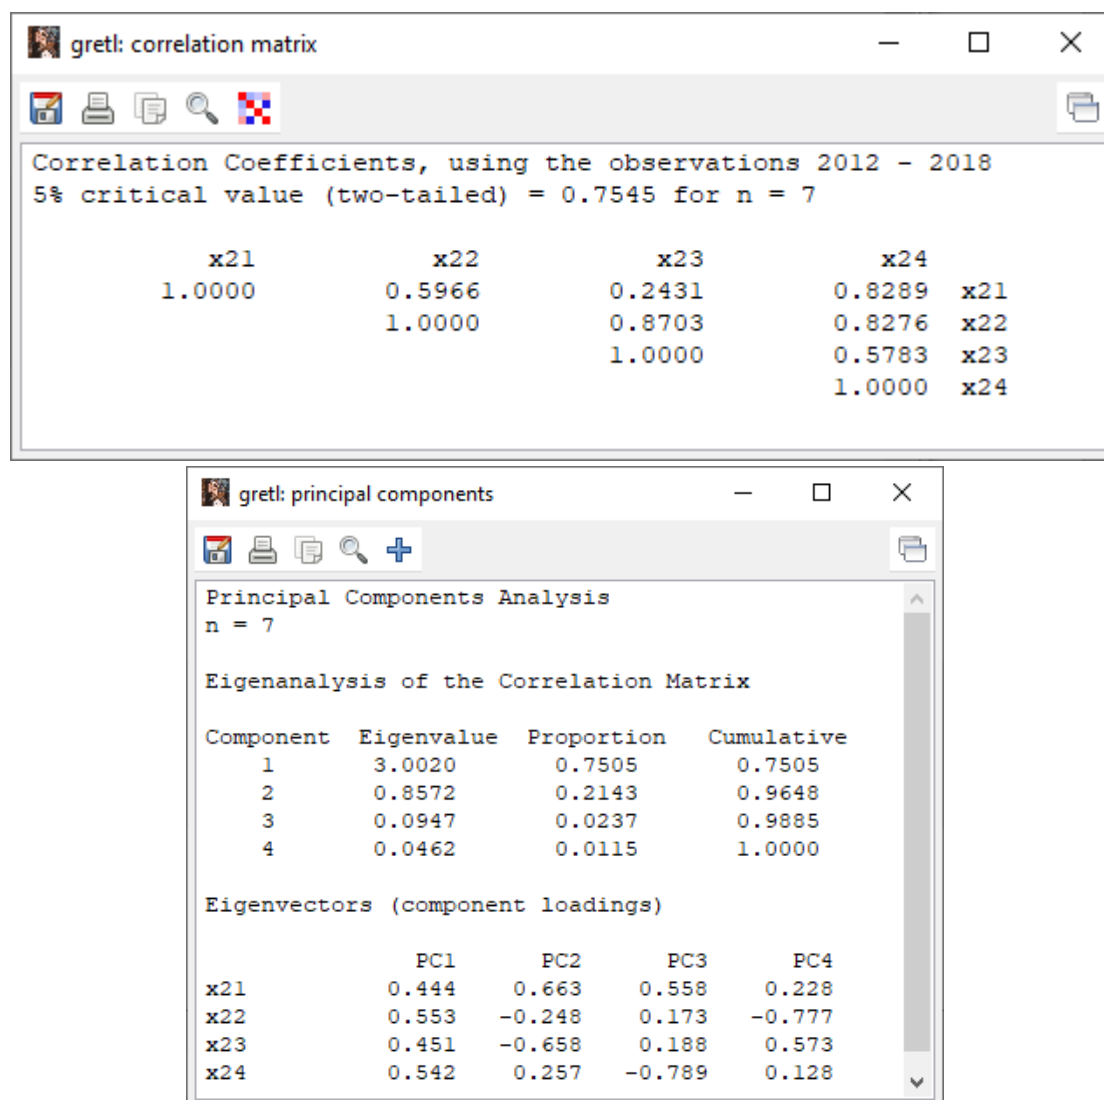 gretl: correlation matrix
Correlation Coefficients, using the observations 2012 - 2018
5% critical value (two-tailed) = 0.7545 for n = 7
x21 x22 x23 x24
1.0000 0.5966 0.2431 0.8289 x21
1.0000 0.8703 0.8276 x22
1.0000 0.5783 x23
1.0000 x24
gretl: principal components
Principal Components Analysis
n = 7
Eigenanalysis of the Correlation Matrix
Component Eigenvalue Proportion Cumulative
1 3.0020 0.7505 0.7505
2 0.8572 0.2143 0.9648
3 0.0947 0.0237 0.9885
4 0.0462 0.0115 1.0000
Eigenvectors (component loadings)
PC1 PC2 PC3 PC4
x21 0.444 0.663 0.558 0.228
x22 0.553 -0.248 0.173 -0.777
x23 0.451 -0.658 0.188 0.573
x24 0.542 0.257 -0.789 0.128